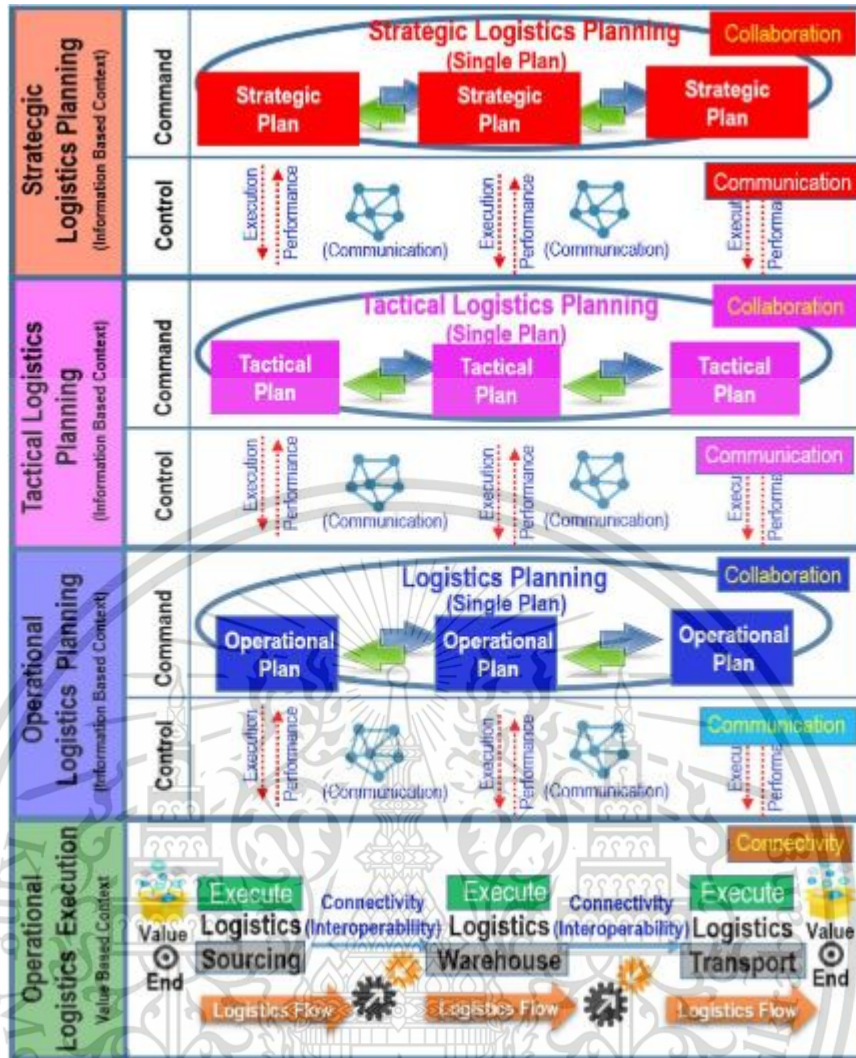 Stratecgic
Logistics Planning
(Information Based Context)
Command
Control
Strategic Logistics Planning
(Single Plan)
Collaboration
Strategic
Plan
Strategic
Plan
Strategic
Plan
Execution
Performance
(Communication)
Execution
Performance
(Communication)
Communication
Performance
Tactical Logistics
Planning
(Information Based Context)
Command
Control
Tactical Logistics Planning
(Single Plan)
Collaboration
Tactical
Plan
Tactical
Plan
Tactical
Plan
Execution
Performance
(Communication)
Execution
Performance
(Communication)
Communication
Operational
Logistics Planning
(Information Based Context)
Command
Control
Logistics Planning
(Single Plan)
Collaboration
Operational
Plan
Operational
Plan
Operational
Plan
Execution
Performance
(Communication)
Execution
Performance
(Communication)
Communication
Operational
Logistics Execution
Value Based Context
Connectivity
Value
End
Execute
Logistics
Sourcing
Connectivity
(Interoperability)
Execute
Logistics
Warehouse
Connectivity
(Interoperability)
Execute
Logistics
Transport
Value
End
Logistics Flow
Logistics Flow
Logistics Flow